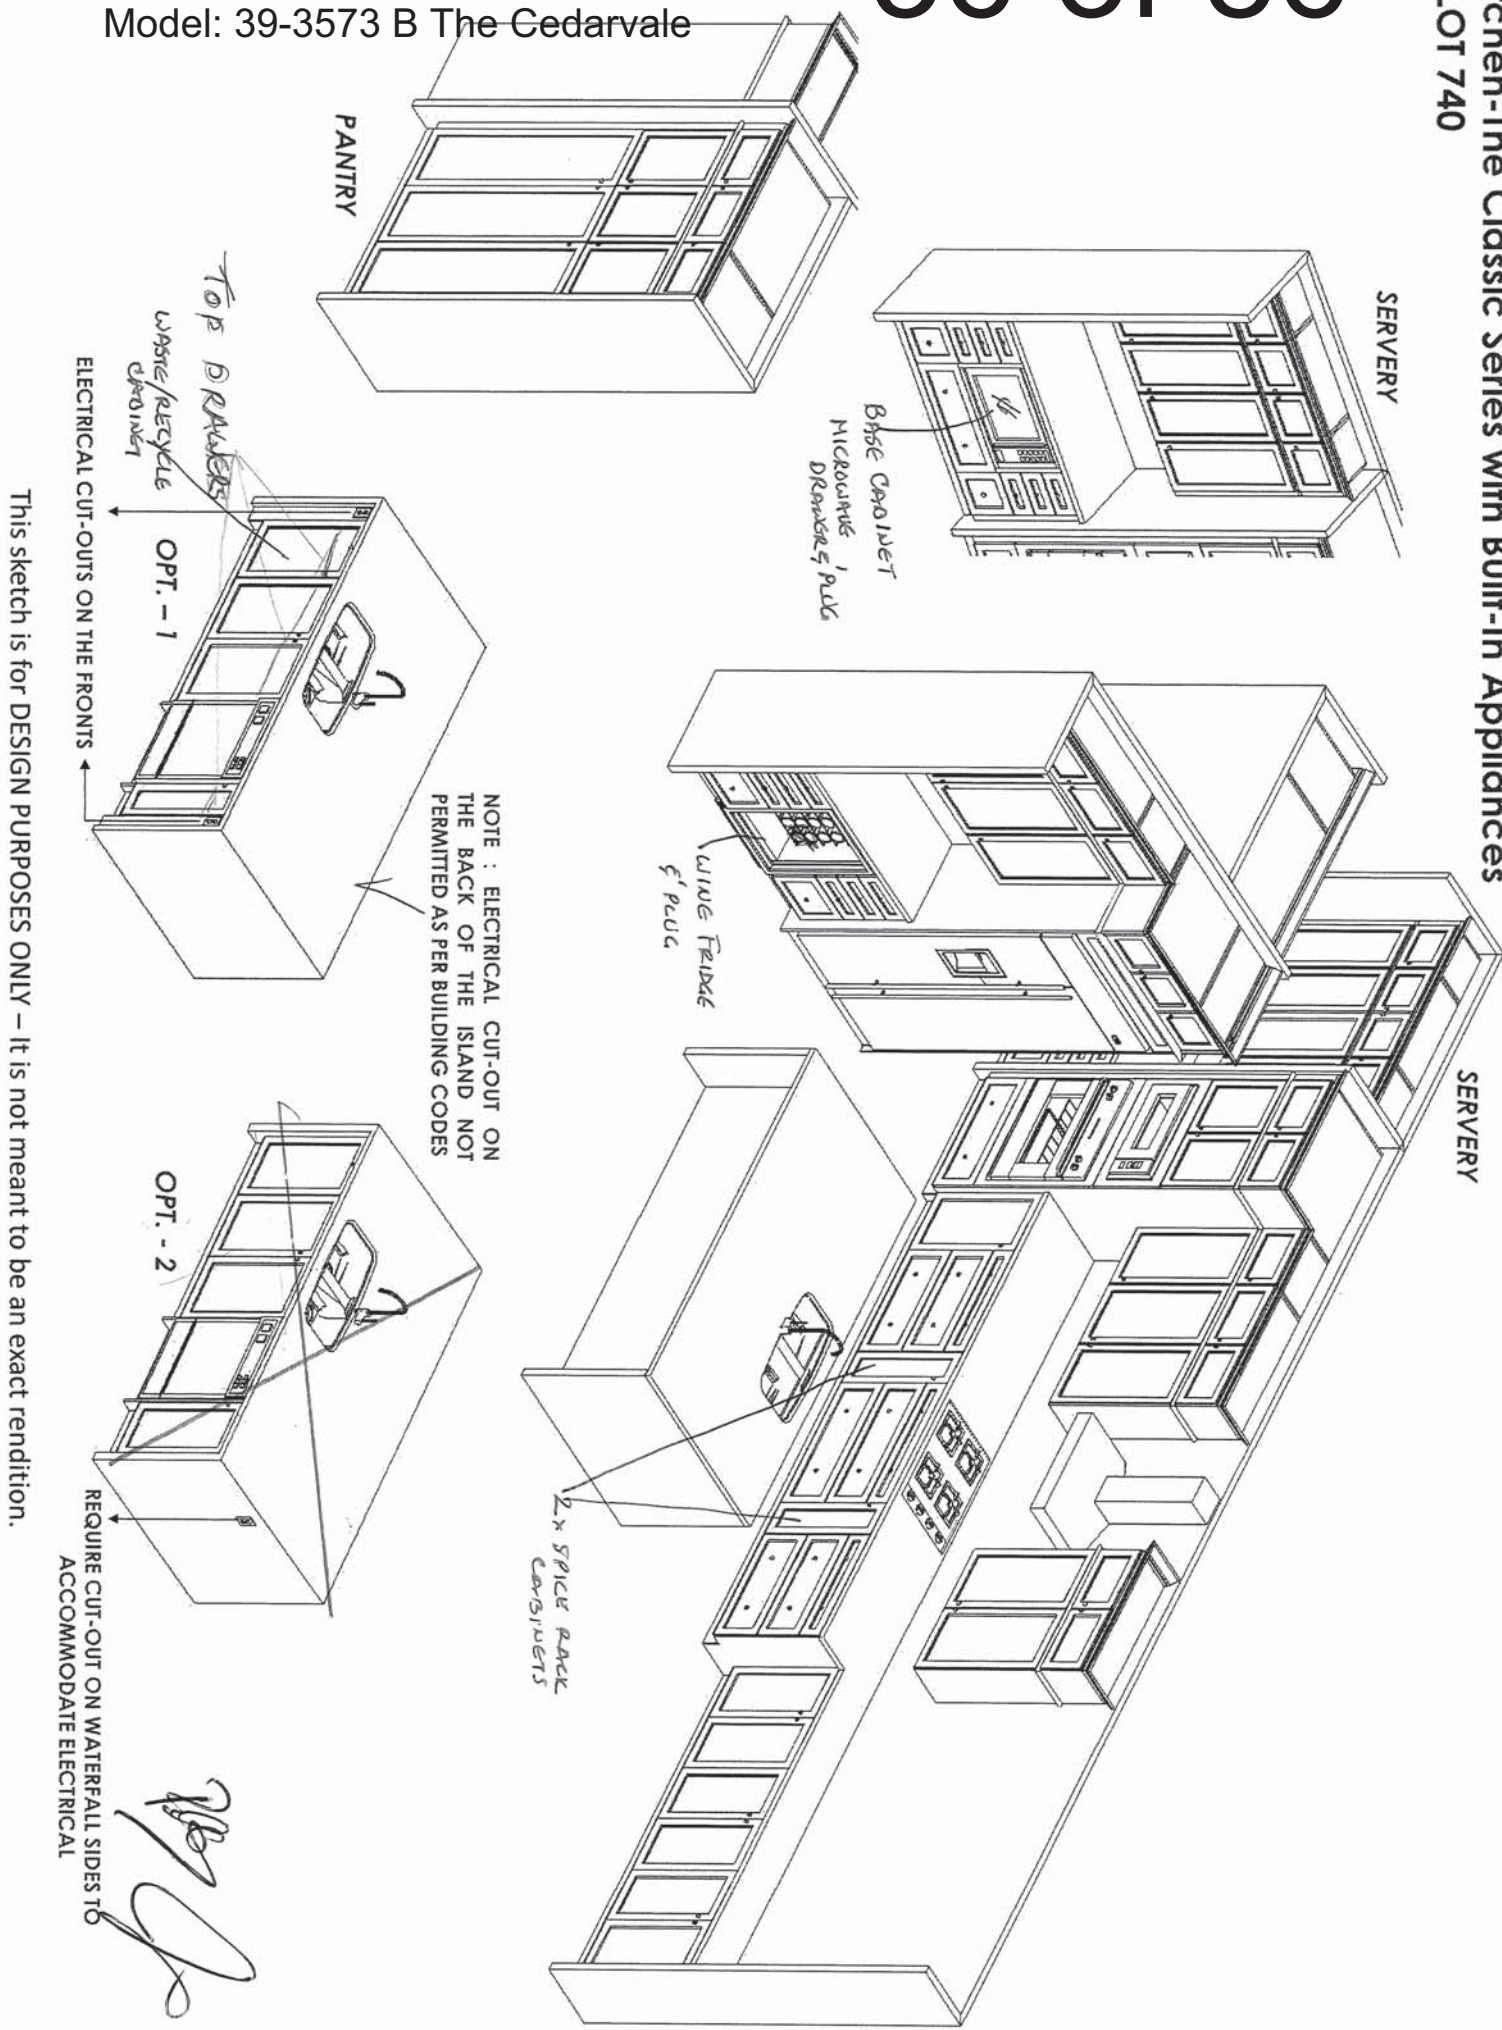 Model: 39-3573 B The Cedarvale
The Classic Series With Built-in Appliances
LOT 740
SERVERY
SERVERY
PANTRY
BASE CABINET
MICROWAVE
DRAWER & PLUG
WINE FRIDGE
& PLUG
2x SPICE RACK
CABINETS
TOP DRAWERS
WASTE/RECYCLE
CABINET
NOTE : ELECTRICAL CUT-OUT ON
THE BACK OF THE ISLAND NOT
PERMITTED AS PER BUILDING CODES
OPT. – 1
OPT. - 2
ELECTRICAL CUT-OUTS ON THE FRONTS
REQUIRE CUT-OUT ON WATERFALL SIDES TO
ACCOMMODATE ELECTRICAL
This sketch is for DESIGN PURPOSES ONLY – It is not meant to be an exact rendition.